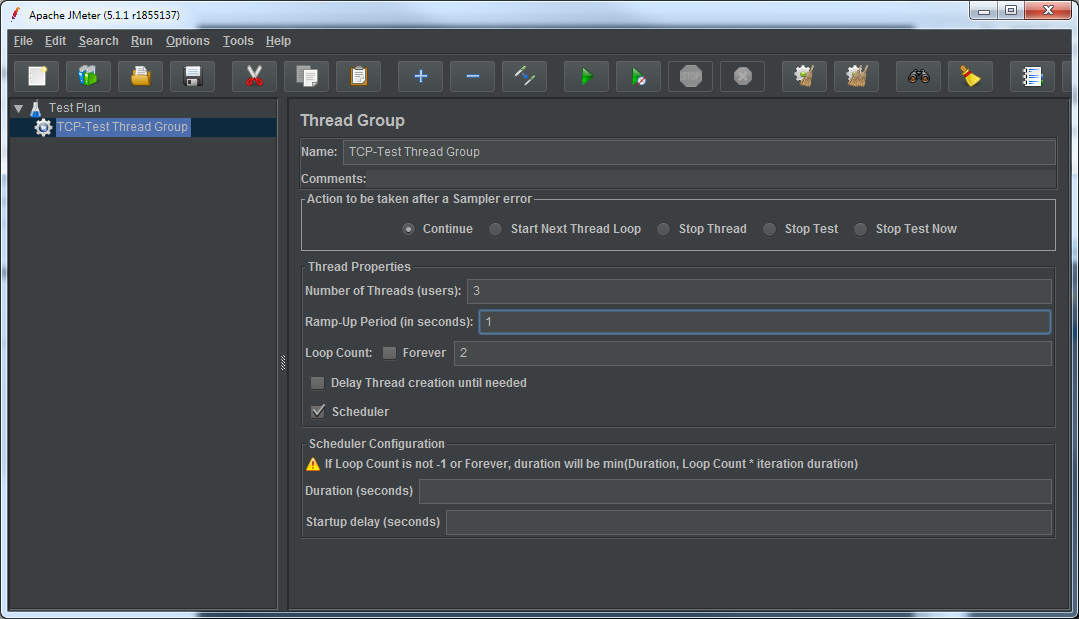 Apache JMeter (5.1.1 r1855137)
File Edit Search Run Options Tools Help
STOP
Test Plan
TCP-Test Thread Group
Thread Group
Name: TCP-Test Thread Group
Comments:
Action to be taken after a Sampler error
Continue Start Next Thread Loop Stop Thread Stop Test Stop Test Now
Thread Properties
Number of Threads (users): 3
Ramp-Up Period (in seconds): 1
Loop Count: Forever 2
Delay Thread creation until needed
Scheduler
Scheduler Configuration
If Loop Count is not -1 or Forever, duration will be min(Duration, Loop Count * iteration duration)
Duration (seconds)
Startup delay (seconds)